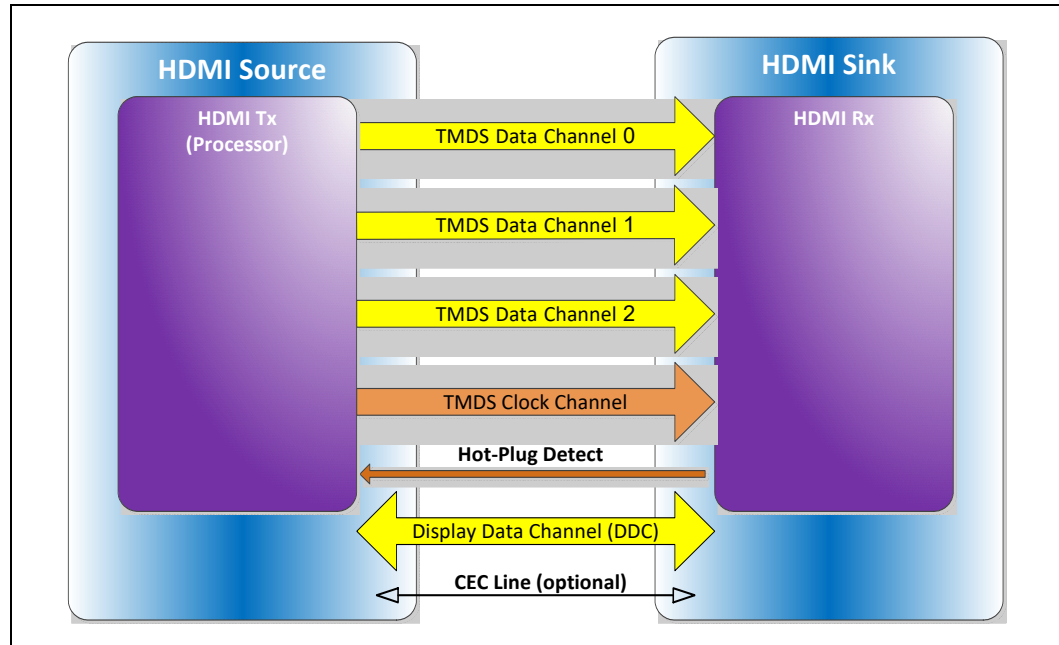 HDMI Source
HDMI Sink
HDMI Tx
(Processor)
HDMI Rx
TMDS Data Channel 0
TMDS Data Channel 1
TMDS Data Channel 2
TMDS Clock Channel
Hot-Plug Detect
Display Data Channel (DDC)
CEC Line (optional)